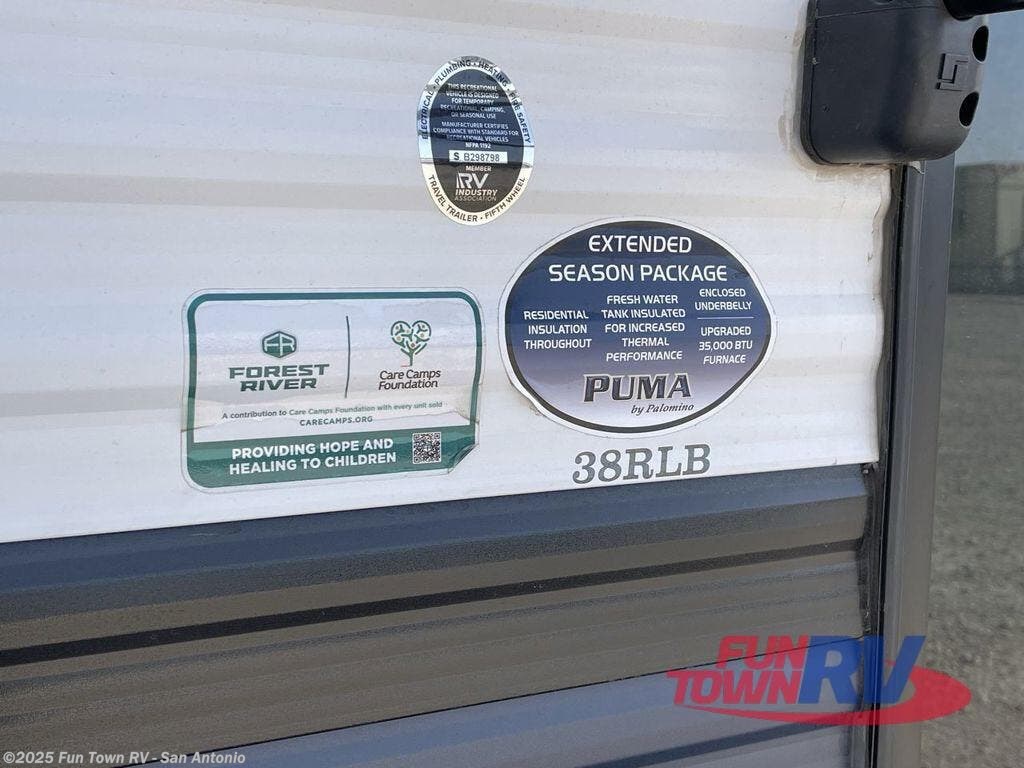 ELECTRICAL • PLUMBING • HEATING • FIRE SAFETY
THIS RECREATIONAL
VEHICLE IS DESIGNED
FOR TEMPORARY
RECREATIONAL, CAMPING,
OR SEASONAL USE
MANUFACTURER CERTIFIES
COMPLIANCE WITH STANDARD FOR
RECREATIONAL VEHICLES
NFPA 1192
S B298798
MEMBER
RV
INDUSTRY
ASSOCIATION
TRAVEL TRAILER • FIFTH WHEEL
EXTENDED
SEASON PACKAGE
RESIDENTIAL
INSULATION
THROUGHOUT
FRESH WATER
TANK INSULATED
FOR INCREASED
THERMAL
PERFORMANCE
ENCLOSED
UNDERBELLY
UPGRADED
35,000 BTU
FURNACE
PUMA
by Palomino
FR
FOREST
RIVER
Care Camps
Foundation
A contribution to Care Camps Foundation with every unit sold
CARECAMPS.ORG
PROVIDING HOPE AND
HEALING TO CHILDREN
38RLB
FUN
TOWN RV
©2025 Fun Town RV - San Antonio